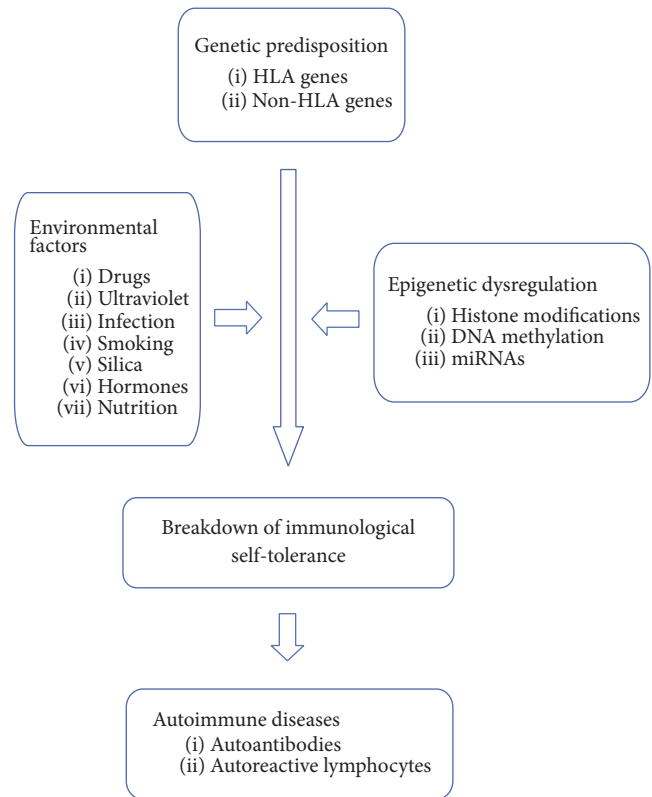 Genetic predisposition
(i) HLA genes
(ii) Non-HLA genes
Environmental
factors
(i) Drugs
(ii) Ultraviolet
(iii) Infection
(iv) Smoking
(v) Silica
(vi) Hormones
(vii) Nutrition
Epigenetic dysregulation
(i) Histone modifications
(ii) DNA methylation
(iii) miRNAs
Breakdown of immunological
self-tolerance
Autoimmune diseases
(i) Autoantibodies
(ii) Autoreactive lymphocytes